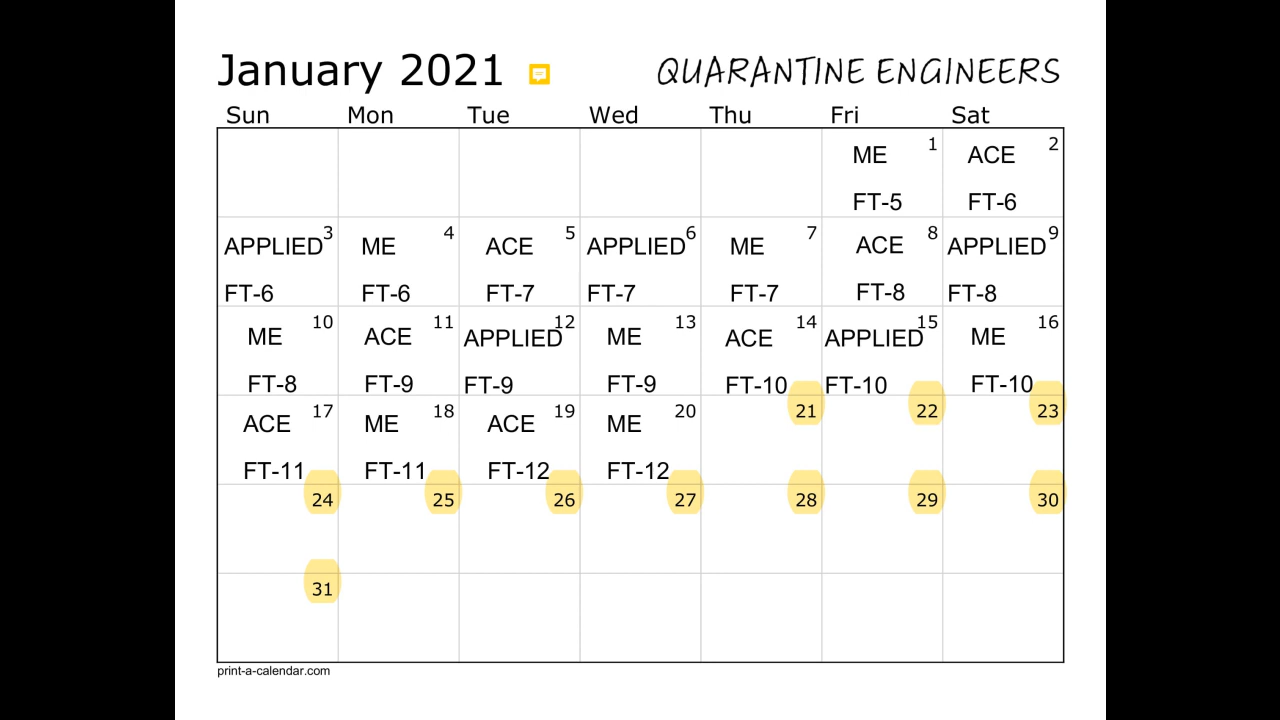 January 2021
QUARANTINE ENGINEERS
Sun Mon Tue Wed Thu Fri Sat
ME 1 ACE 2
FT-5 FT-6
APPLIED 3 ME 4 ACE 5 APPLIED 6 ME 7 ACE 8 APPLIED 9
FT-6 FT-6 FT-7 FT-7 FT-7 FT-8 FT-8
ME 10 ACE 11 APPLIED 12 ME 13 ACE 14 APPLIED 15 ME 16
FT-8 FT-9 FT-9 FT-9 FT-10 FT-10 FT-10
ACE 17 ME 18 ACE 19 ME 20 21 22 23
FT-11 FT-11 FT-12 FT-12
24 25 26 27 28 29 30
31
print-a-calendar.com